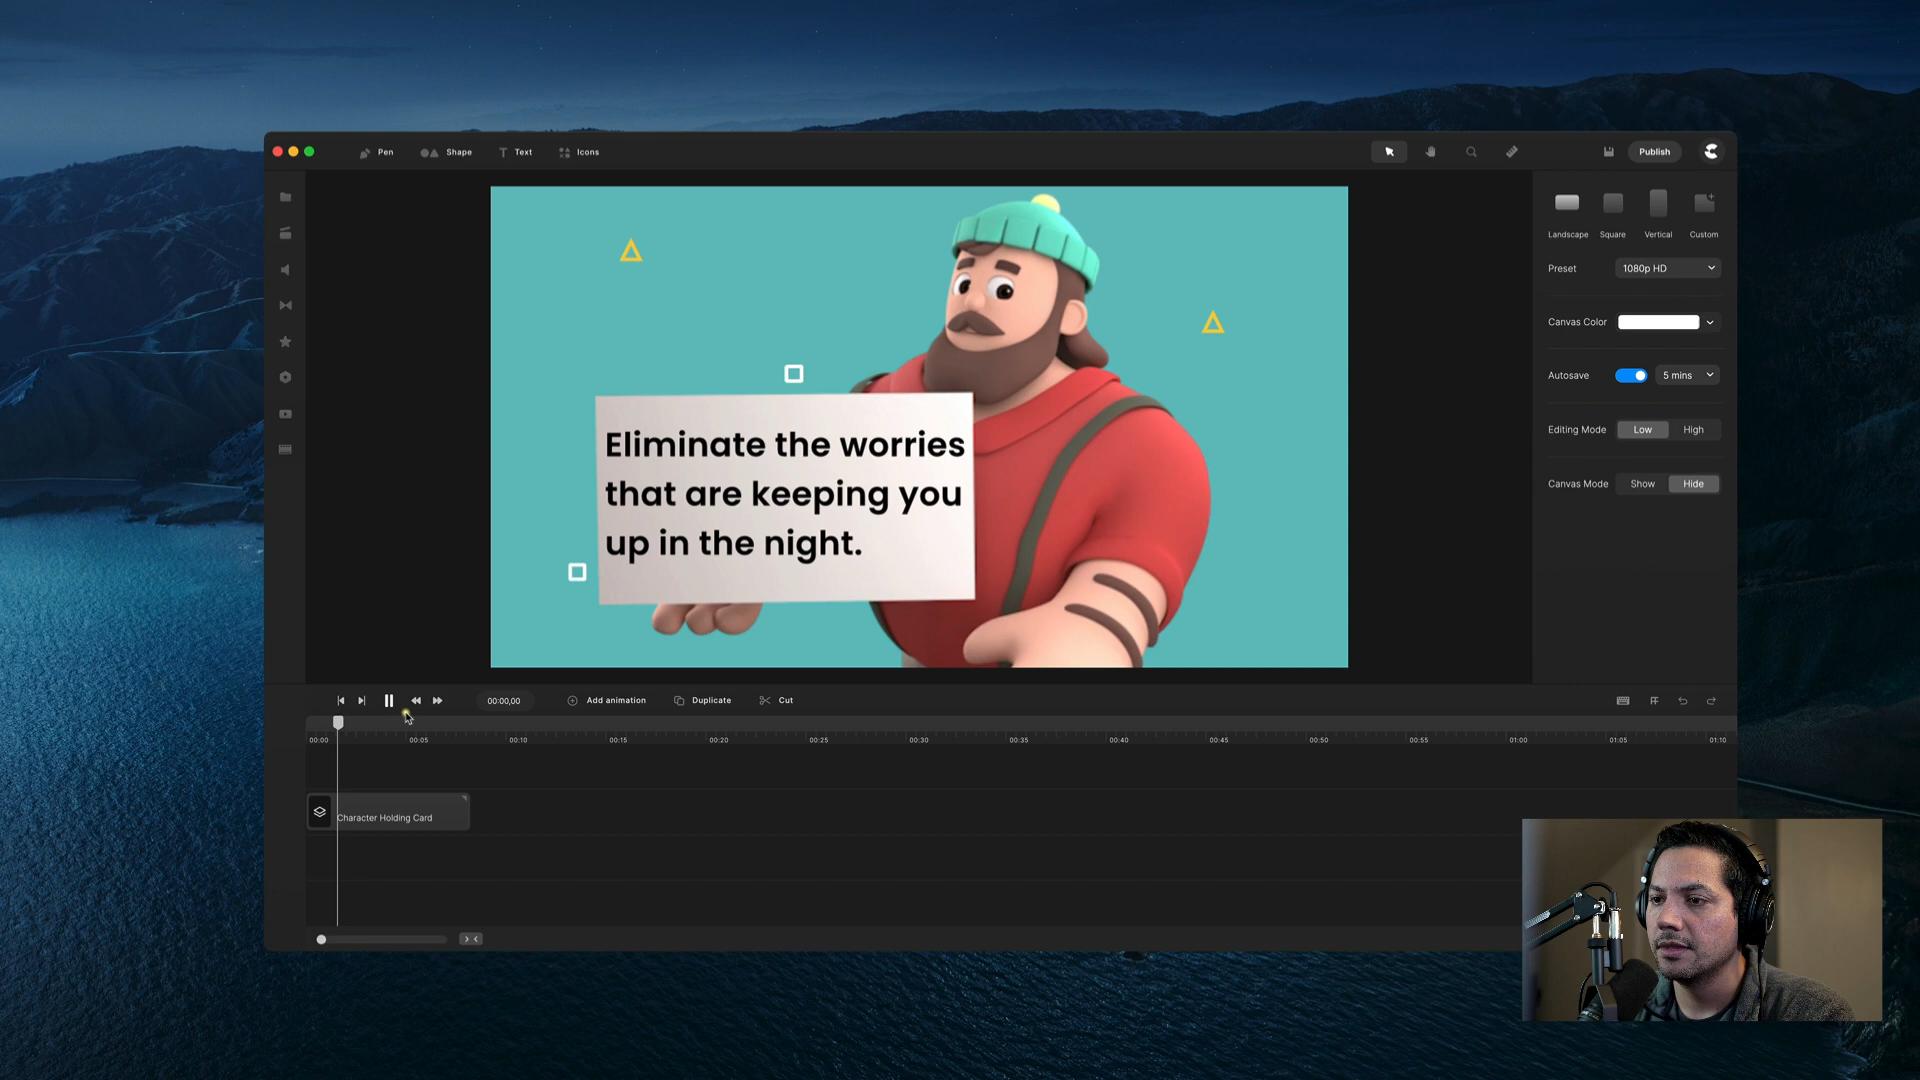 Pen
Shape
Text
Icons
Publish
Landscape
Square
Vertical
Custom
Preset
1080p HD
Canvas Color
Autosave
5 mins
Editing Mode
Low
High
Canvas Mode
Show
Hide
Eliminate the worries
that are keeping you
up in the night.
00:00,00
Add animation
Duplicate
Cut
00:00
00:05
00:10
00:15
00:20
00:25
00:30
00:35
00:40
00:45
00:50
00:55
01:00
01:05
01:10
Character Holding Card